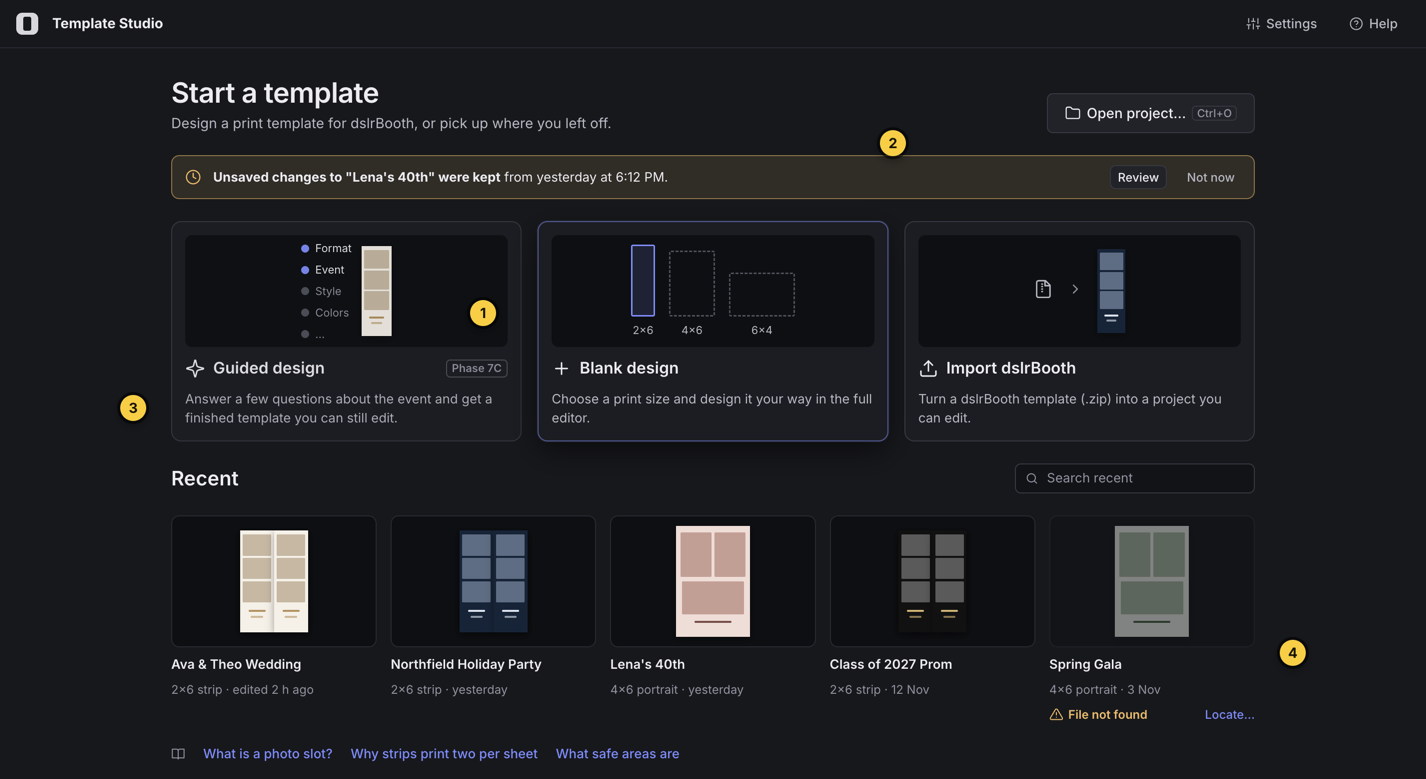 Template Studio
Settings
Help
Start a template
Design a print template for dslrBooth, or pick up where you left off.
Open project... Ctrl+O
2
Unsaved changes to "Lena's 40th" were kept from yesterday at 6:12 PM.
Review
Not now
Format
Event
Style
Colors
...
1
2×6
4×6
6×4
Guided design
Phase 7C
Answer a few questions about the event and get a
finished template you can still edit.
3
Blank design
Choose a print size and design it your way in the full
editor.
Import dslrBooth
Turn a dslrBooth template (.zip) into a project you
can edit.
Recent
Search recent
Ava & Theo Wedding
2×6 strip · edited 2 h ago
Northfield Holiday Party
2×6 strip · yesterday
Lena's 40th
4×6 portrait · yesterday
Class of 2027 Prom
2×6 strip · 12 Nov
Spring Gala
4×6 portrait · 3 Nov
File not found
Locate...
4
What is a photo slot?
Why strips print two per sheet
What safe areas are